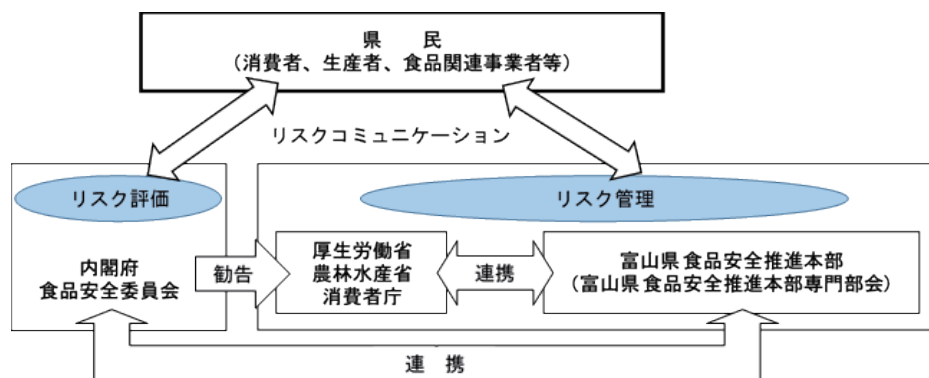 県　民
（消費者、生産者、食品関連事業者等）
リスクコミュニケーション
リスク評価
リスク管理
内閣府
食品安全委員会
勧告
厚生労働省
農林水産省
消費者庁
連携
富山県食品安全推進本部
（富山県食品安全推進本部専門部会）
連　携